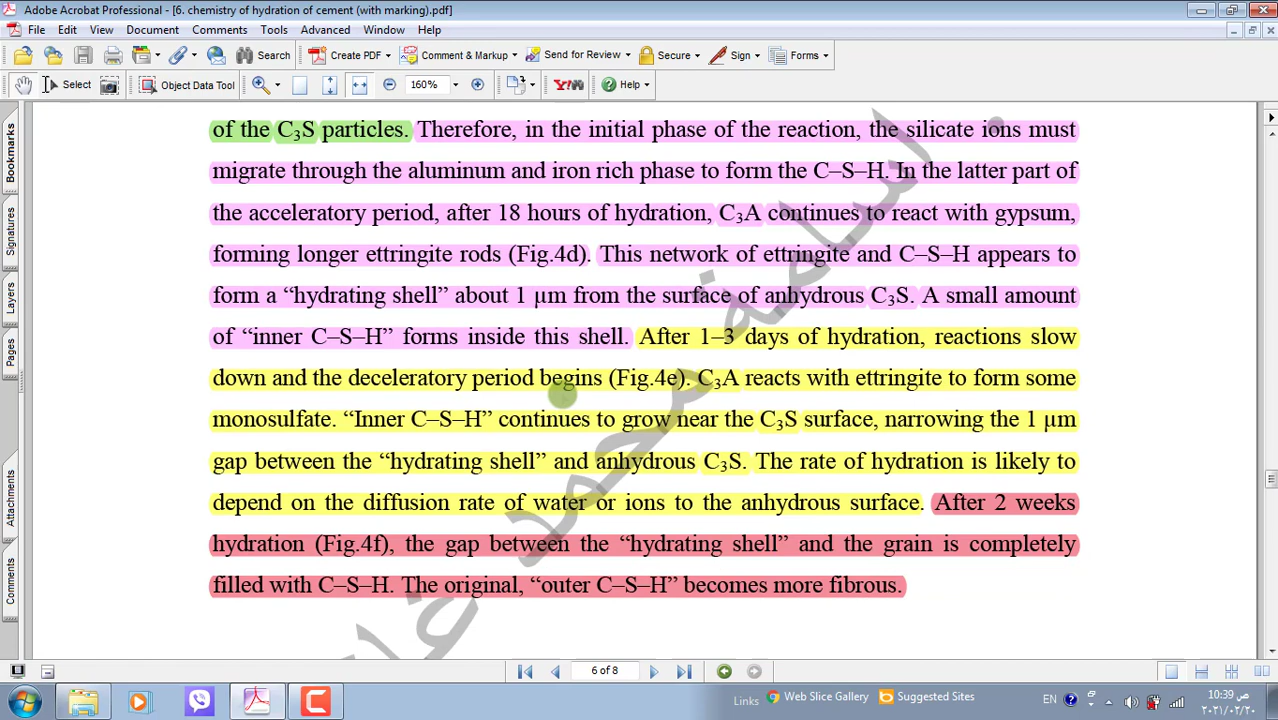 Adobe Acrobat Professional - [6. chemistry of hydration of cement (with marking).pdf]
File Edit View Document Comments Tools Advanced Window Help
Search Create PDF Comment & Markup Send for Review Secure Sign Forms
Select Object Data Tool 160% Y! Help
Bookmarks
Signatures
Layers
Pages
Attachments
Comments
of the C₃S particles. Therefore, in the initial phase of the reaction, the silicate ions must
migrate through the aluminum and iron rich phase to form the C–S–H. In the latter part of
the acceleratory period, after 18 hours of hydration, C₃A continues to react with gypsum,
forming longer ettringite rods (Fig.4d). This network of ettringite and C–S–H appears to
form a “hydrating shell” about 1 µm from the surface of anhydrous C₃S. A small amount
of “inner C–S–H” forms inside this shell. After 1–3 days of hydration, reactions slow
down and the deceleratory period begins (Fig.4e). C₃A reacts with ettringite to form some
monosulfate. “Inner C–S–H” continues to grow near the C₃S surface, narrowing the 1 µm
gap between the “hydrating shell” and anhydrous C₃S. The rate of hydration is likely to
depend on the diffusion rate of water or ions to the anhydrous surface. After 2 weeks
hydration (Fig.4f), the gap between the “hydrating shell” and the grain is completely
filled with C–S–H. The original, “outer C–S–H” becomes more fibrous.
أسامة محمد
6 of 8
Links Web Slice Gallery Suggested Sites EN
10:39 ص
٢٠٢١/٠٢/٢٠